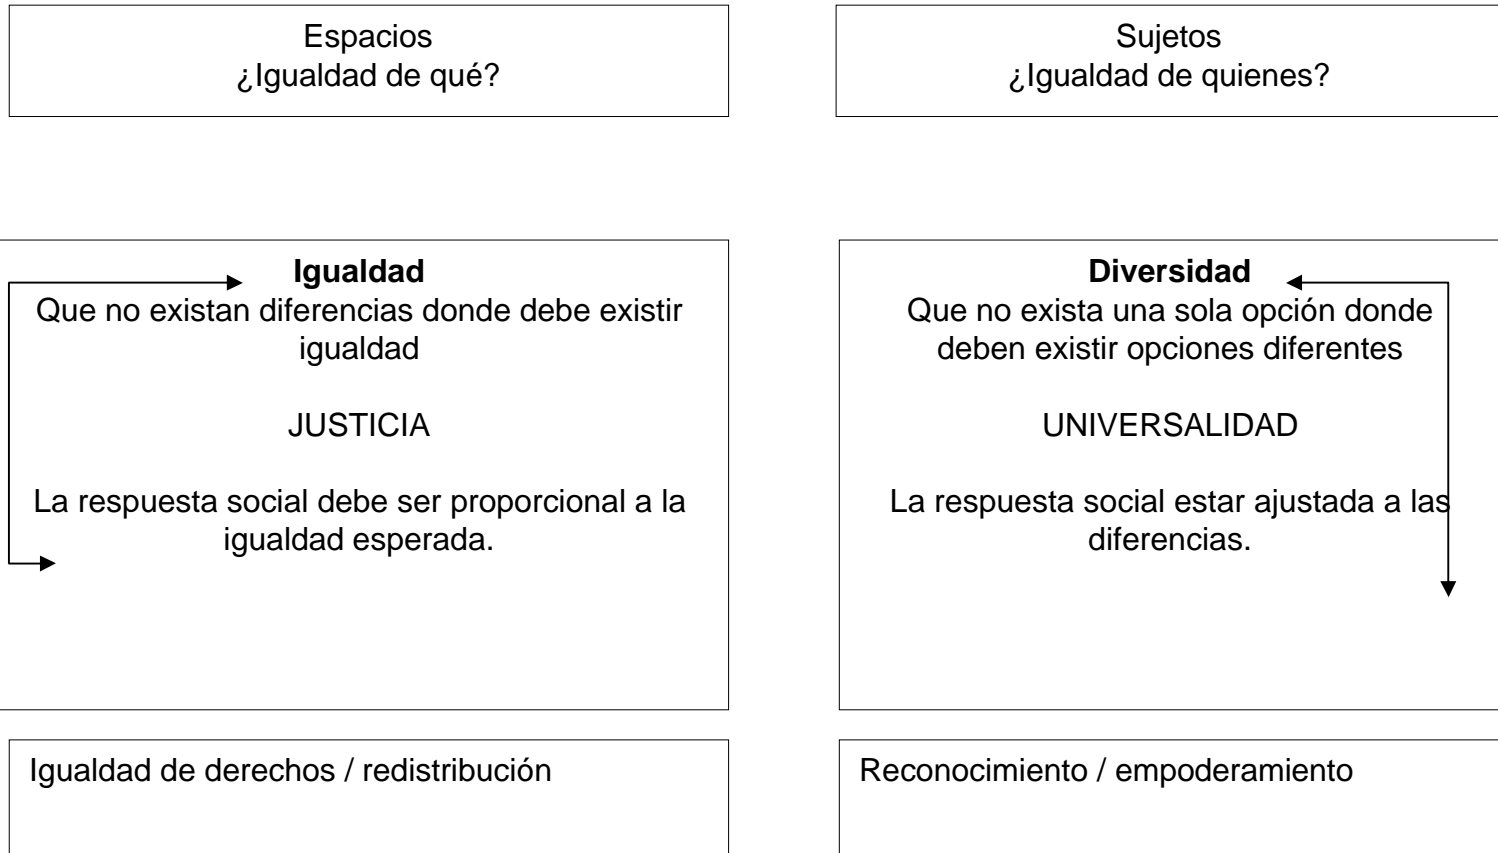 Espacios
¿Igualdad de qué?
Sujetos
¿Igualdad de quienes?
Igualdad
Que no existan diferencias donde debe existir
igualdad
JUSTICIA
La respuesta social debe ser proporcional a la
igualdad esperada.
Diversidad
Que no exista una sola opción donde
deben existir opciones diferentes
UNIVERSALIDAD
La respuesta social estar ajustada a las
diferencias.
Igualdad de derechos / redistribución
Reconocimiento / empoderamiento